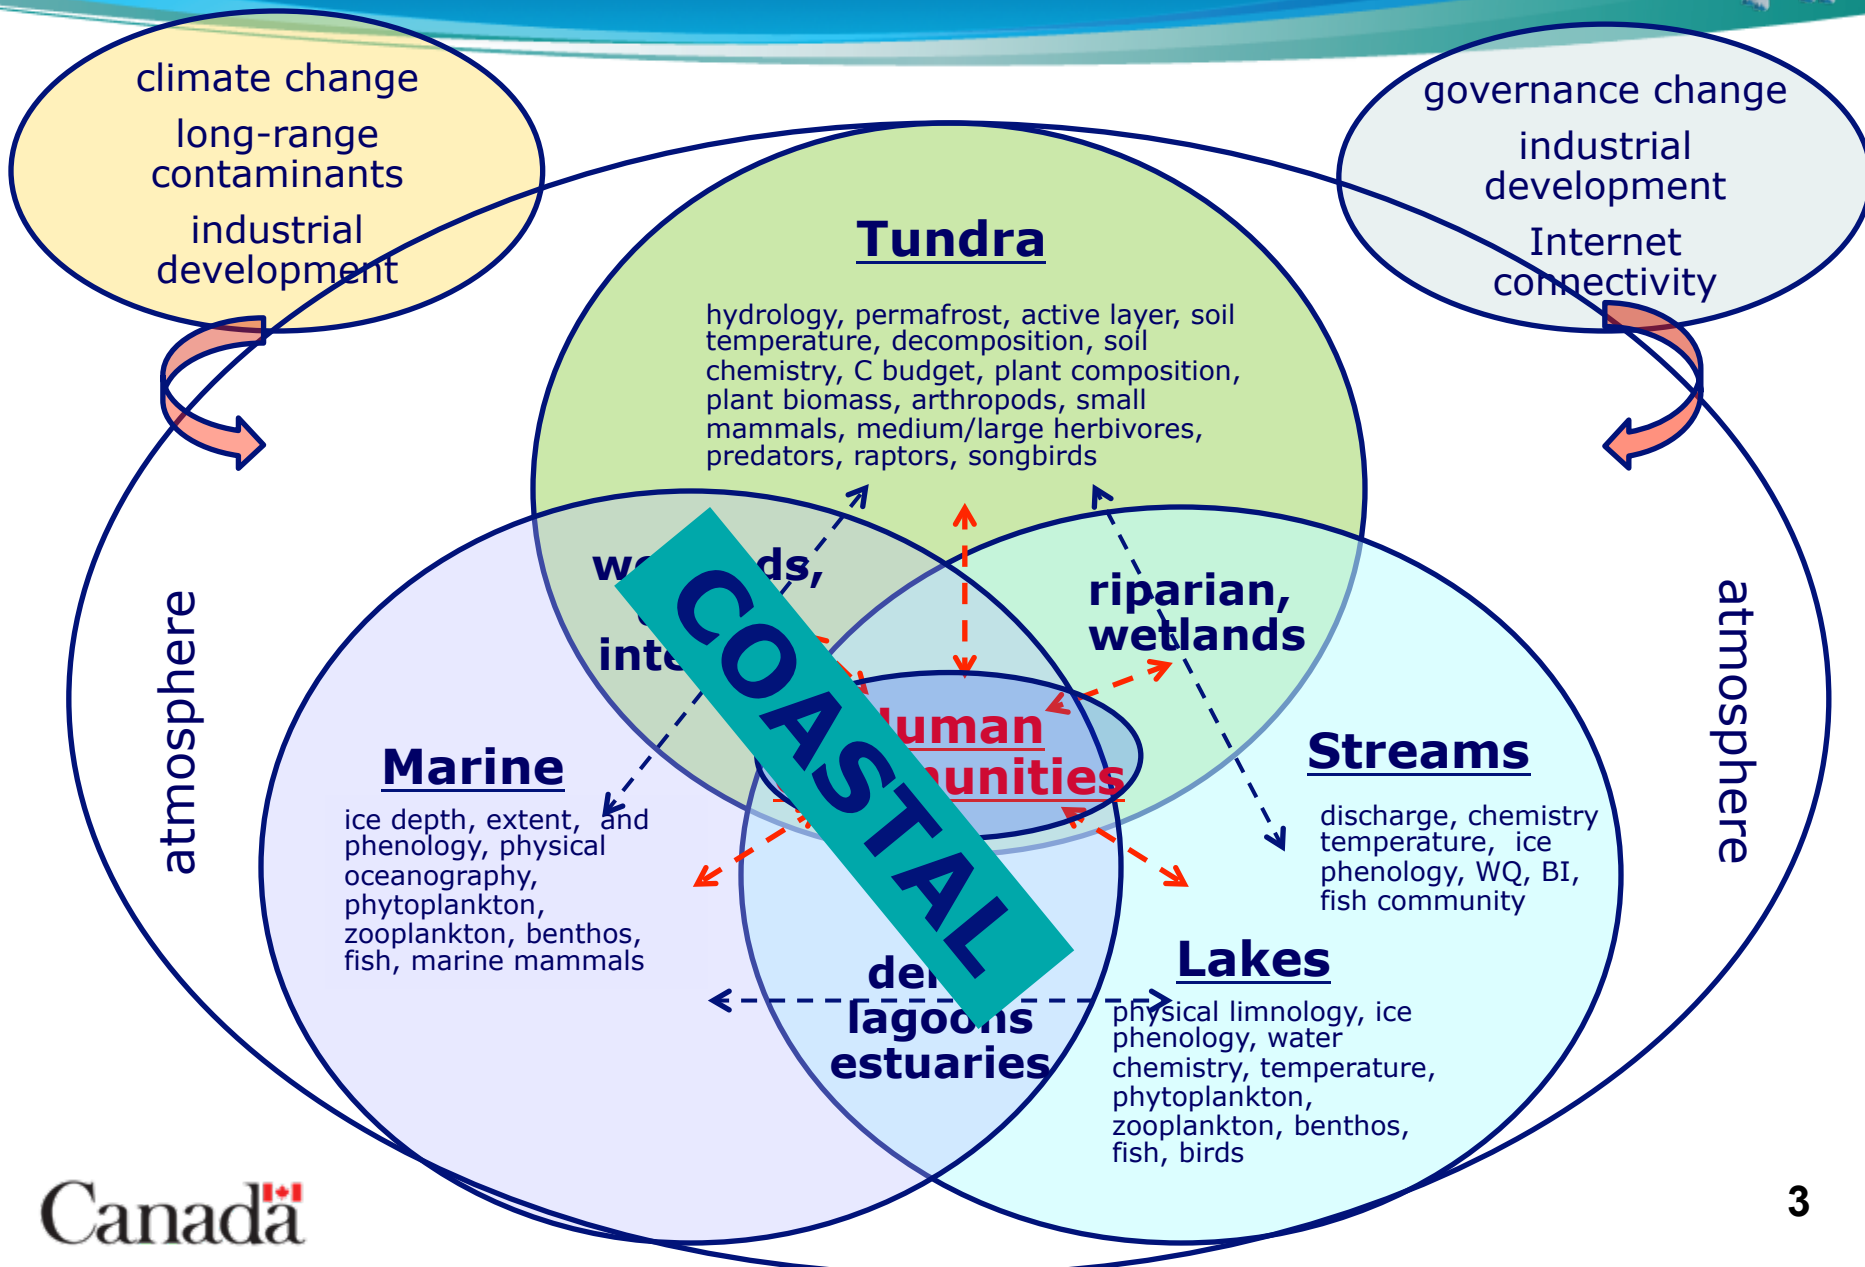 climate change
long-range
contaminants
industrial
development
governance change
industrial
development
Internet
connectivity
Tundra
hydrology, permafrost, active layer, soil
temperature, decomposition, soil
chemistry, C budget, plant composition,
plant biomass, arthropods, small
mammals, medium/large herbivores,
predators, raptors, songbirds
riparian,
wetlands
COASTAL
atmosphere
atmosphere
Marine
ice depth, extent, and
phenology, physical
oceanography,
phytoplankton,
zooplankton, benthos,
fish, marine mammals
Streams
discharge, chemistry
temperature, ice
phenology, WQ, BI,
fish community
Lakes
physical limnology, ice
phenology, water
chemistry, temperature,
phytoplankton,
zooplankton, benthos,
fish, birds
lagoons
estuaries
Canada
3